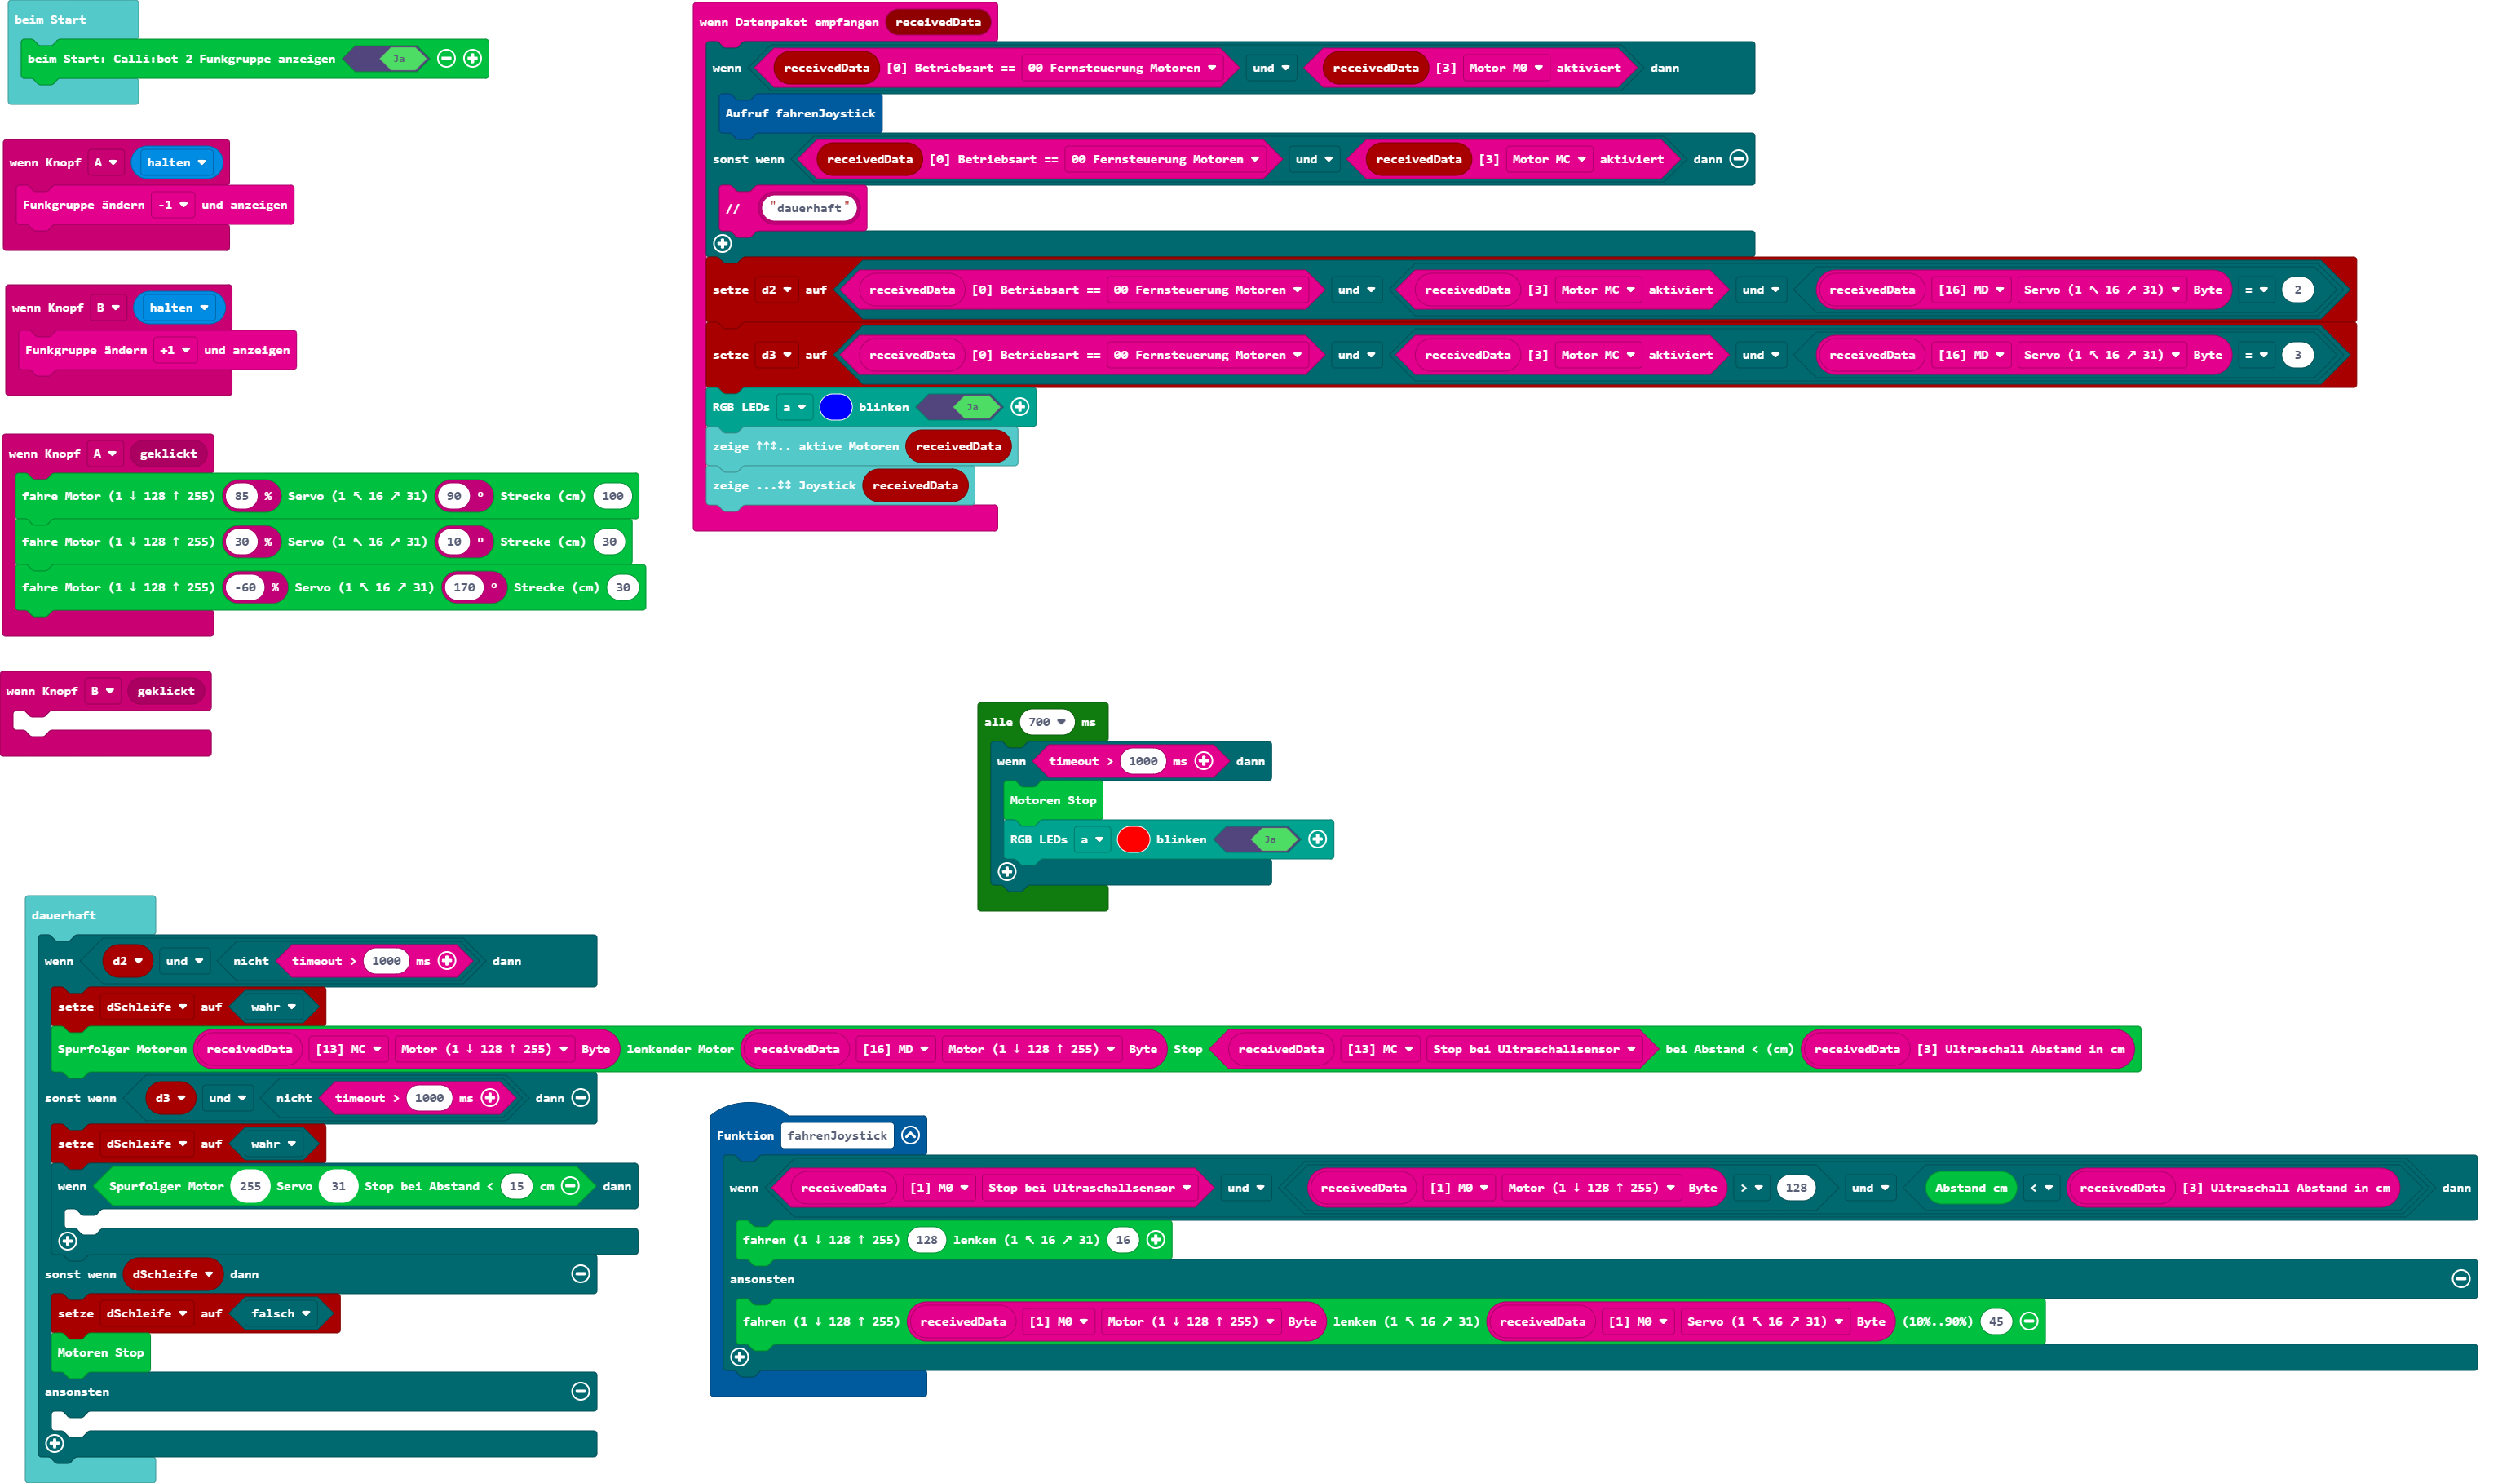 beim Start
beim Start: Calli:bot 2 Funkgruppe anzeigen Ja
wenn Knopf A halten
Funkgruppe ändern -1 und anzeigen
wenn Knopf B halten
Funkgruppe ändern +1 und anzeigen
wenn Knopf A geklickt
fahre Motor (1 ↓ 128 ↑ 255) 85 % Servo (1 ↖ 16 ↗ 31) 90 ° Strecke (cm) 100
fahre Motor (1 ↓ 128 ↑ 255) 30 % Servo (1 ↖ 16 ↗ 31) 10 ° Strecke (cm) 30
fahre Motor (1 ↓ 128 ↑ 255) -60 % Servo (1 ↖ 16 ↗ 31) 170 ° Strecke (cm) 30
wenn Knopf B geklickt
wenn Datenpaket empfangen receivedData
wenn receivedData [0] Betriebsart == 00 Fernsteuerung Motoren und receivedData [3] Motor M0 aktiviert dann
Aufruf fahrenJoystick
sonst wenn receivedData [0] Betriebsart == 00 Fernsteuerung Motoren und receivedData [3] Motor MC aktiviert dann
// "dauerhaft"
setze d2 auf receivedData [0] Betriebsart == 00 Fernsteuerung Motoren und receivedData [3] Motor MC aktiviert und receivedData [16] MD Servo (1 ↖ 16 ↗ 31) Byte = 2
setze d3 auf receivedData [0] Betriebsart == 00 Fernsteuerung Motoren und receivedData [3] Motor MC aktiviert und receivedData [16] MD Servo (1 ↖ 16 ↗ 31) Byte = 3
RGB LEDs a blinken Ja
zeige ↑↑↕.. aktive Motoren receivedData
zeige ...↕↕ Joystick receivedData
alle 700 ms
wenn timeout > 1000 ms dann
Motoren Stop
RGB LEDs a blinken Ja
dauerhaft
wenn d2 und nicht timeout > 1000 ms dann
setze dSchleife auf wahr
Spurfolger Motoren receivedData [13] MC Motor (1 ↓ 128 ↑ 255) Byte lenkender Motor receivedData [16] MD Motor (1 ↓ 128 ↑ 255) Byte Stop receivedData [13] MC Stop bei Ultraschallsensor bei Abstand < (cm) receivedData [3] Ultraschall Abstand in cm
sonst wenn d3 und nicht timeout > 1000 ms dann
setze dSchleife auf wahr
wenn Spurfolger Motor 255 Servo 31 Stop bei Abstand < 15 cm dann
sonst wenn dSchleife dann
setze dSchleife auf falsch
Motoren Stop
ansonsten
Funktion fahrenJoystick
wenn receivedData [1] M0 Stop bei Ultraschallsensor und receivedData [1] M0 Motor (1 ↓ 128 ↑ 255) Byte > 128 und Abstand cm < receivedData [3] Ultraschall Abstand in cm dann
fahren (1 ↓ 128 ↑ 255) 128 lenken (1 ↖ 16 ↗ 31) 16
ansonsten
fahren (1 ↓ 128 ↑ 255) receivedData [1] M0 Motor (1 ↓ 128 ↑ 255) Byte lenken (1 ↖ 16 ↗ 31) receivedData [1] M0 Servo (1 ↖ 16 ↗ 31) Byte (10%..90%) 45